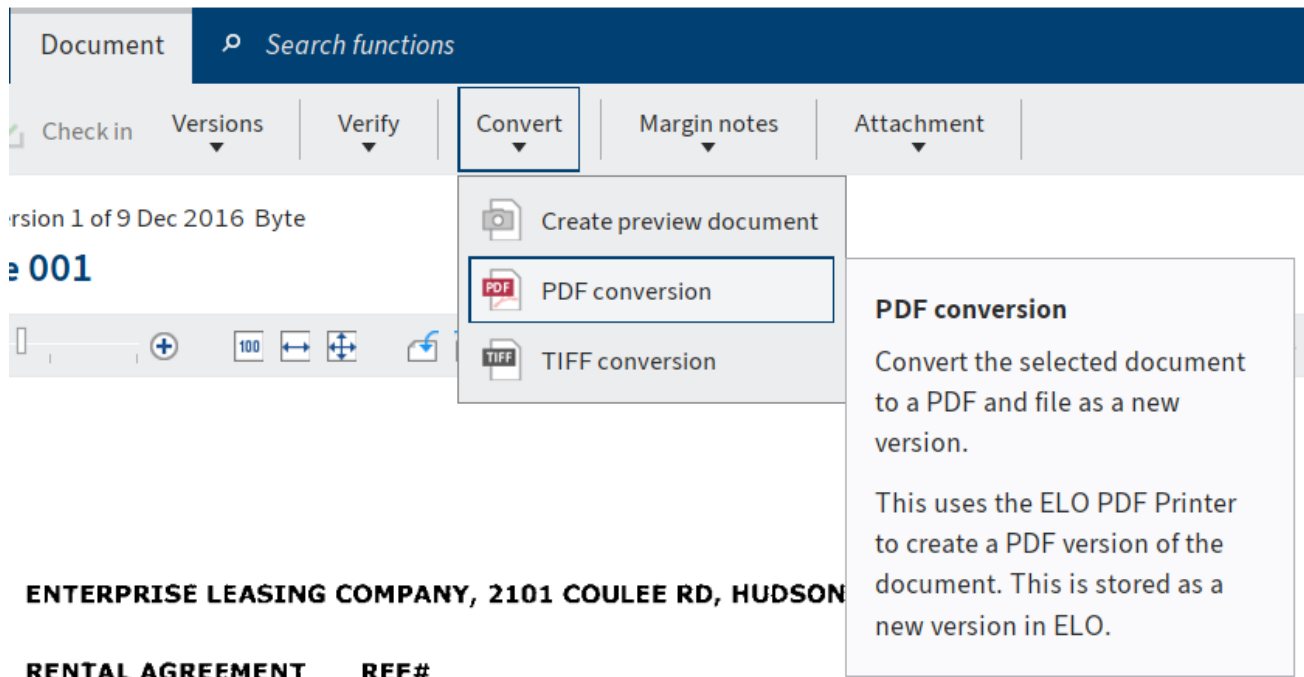 Document
Search functions
Check in
Versions
Verify
Convert
Margin notes
Attachment
rsion 1 of 9 Dec 2016 Byte
e 001
100
Create preview document
PDF
PDF conversion
TIFF
TIFF conversion
PDF conversion
Convert the selected document
to a PDF and file as a new
version.
This uses the ELO PDF Printer
to create a PDF version of the
document. This is stored as a
new version in ELO.
ENTERPRISE LEASING COMPANY, 2101 COULEE RD, HUDSON
RENTAL AGREEMENT REF#